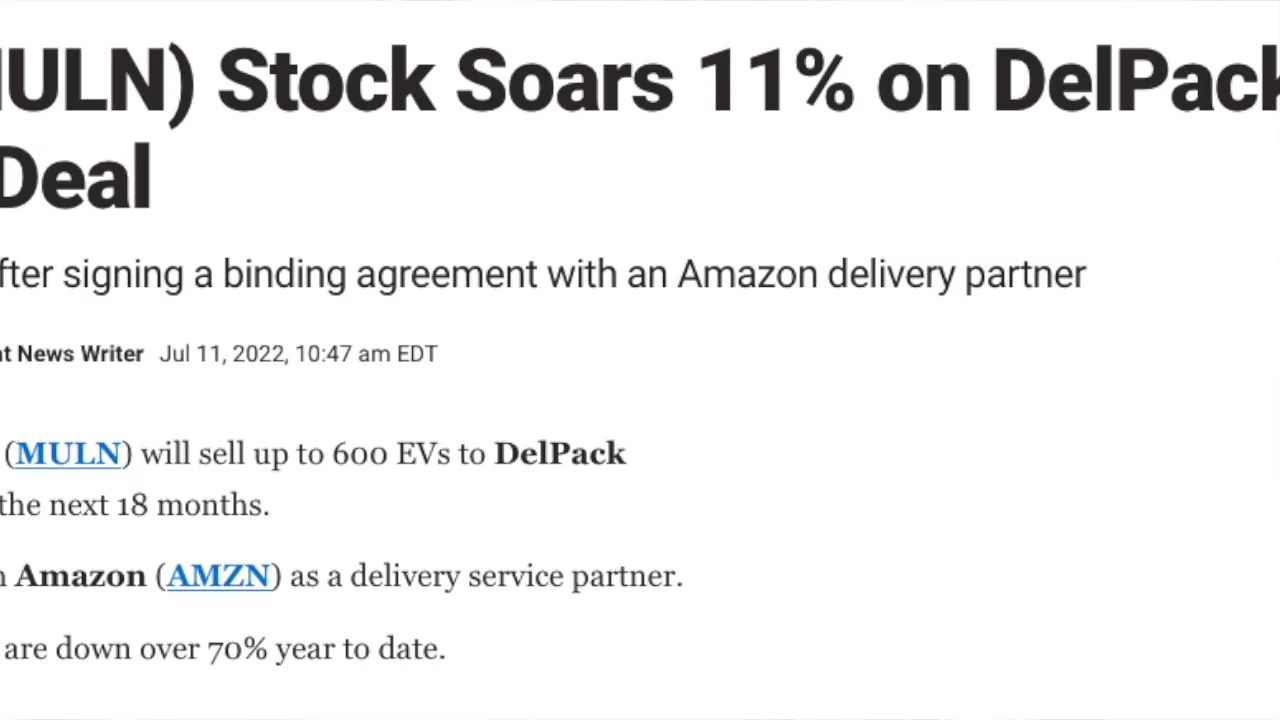 ULN) Stock Soars 11% on DelPack
Deal
fter signing a binding agreement with an Amazon delivery partner
nt News Writer Jul 11, 2022, 10:47 am EDT
(MULN) will sell up to 600 EVs to DelPack
the next 18 months.
Amazon (AMZN) as a delivery service partner.
are down over 70% year to date.